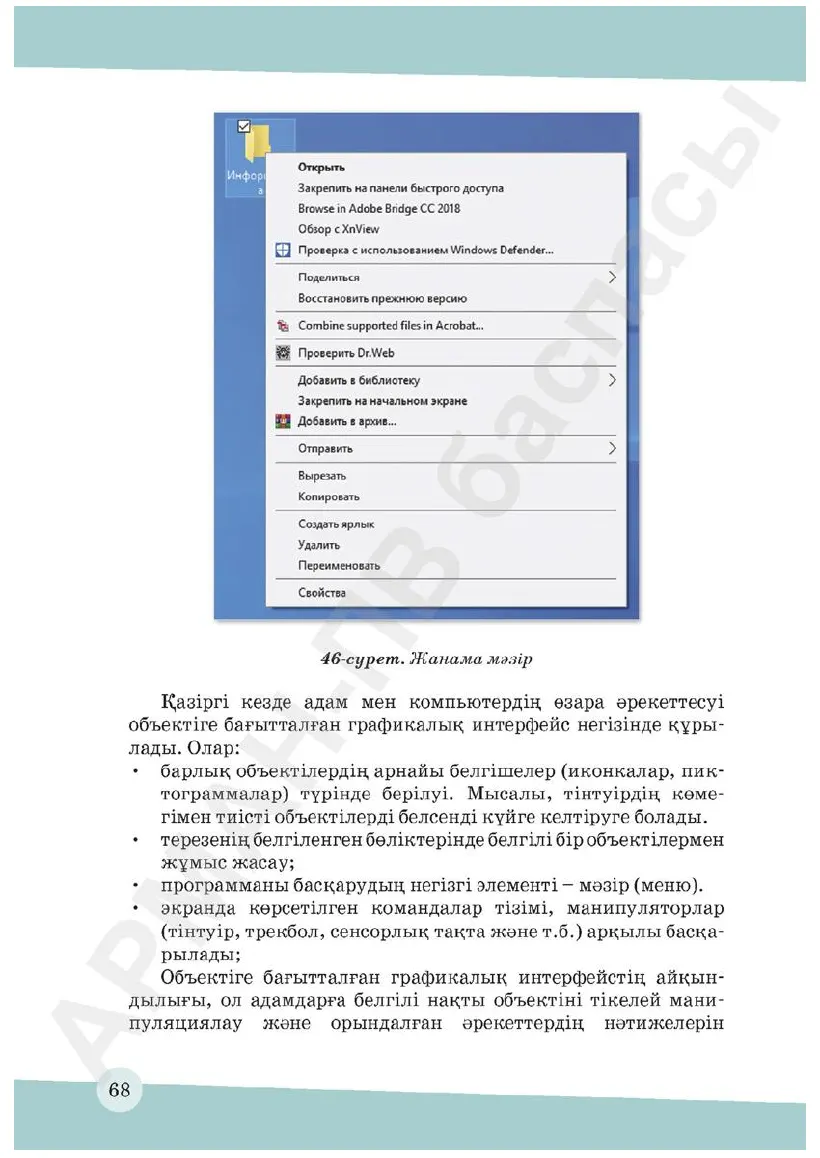 Инфор
а
Открыть
Закрепить на панели быстрого доступа
Browse in Adobe Bridge CC 2018
Обзор с XnView
Проверка с использованием Windows Defender...
Поделиться
Восстановить прежнюю версию
Combine supported files in Acrobat...
Проверить Dr.Web
Добавить в библиотеку
Закрепить на начальном экране
Добавить в архив...
Отправить
Вырезать
Копировать
Создать ярлык
Удалить
Переименовать
Свойства
46-сурет. Жанама мәзір
Қазіргі кезде адам мен компьютердің өзара әрекеттесуі
объектіге бағытталған графикалық интерфейс негізінде құры-
лады. Олар:
• барлық объектілердің арнайы белгішелер (иконкалар, пик-
тограммалар) түрінде берілуі. Мысалы, тінтуірдің көме-
гімен тиісті объектілерді белсенді күйге келтіруге болады.
• терезенің белгіленген бөліктерінде белгілі бір объектілермен
жұмыс жасау;
• программаны басқарудың негізгі элементі – мәзір (меню).
• экранда көрсетілген командалар тізімі, манипуляторлар
(тінтуір, трекбол, сенсорлық тақта және т.б.) арқылы басқа-
рылады;
Объектіге бағытталған графикалық интерфейстің айқын-
дылығы, ол адамдарға белгілі нақты объектіні тікелей мани-
пуляциялау және орындалған әрекеттердің нәтижелерін
68
АРМАН-ПВ баспасы